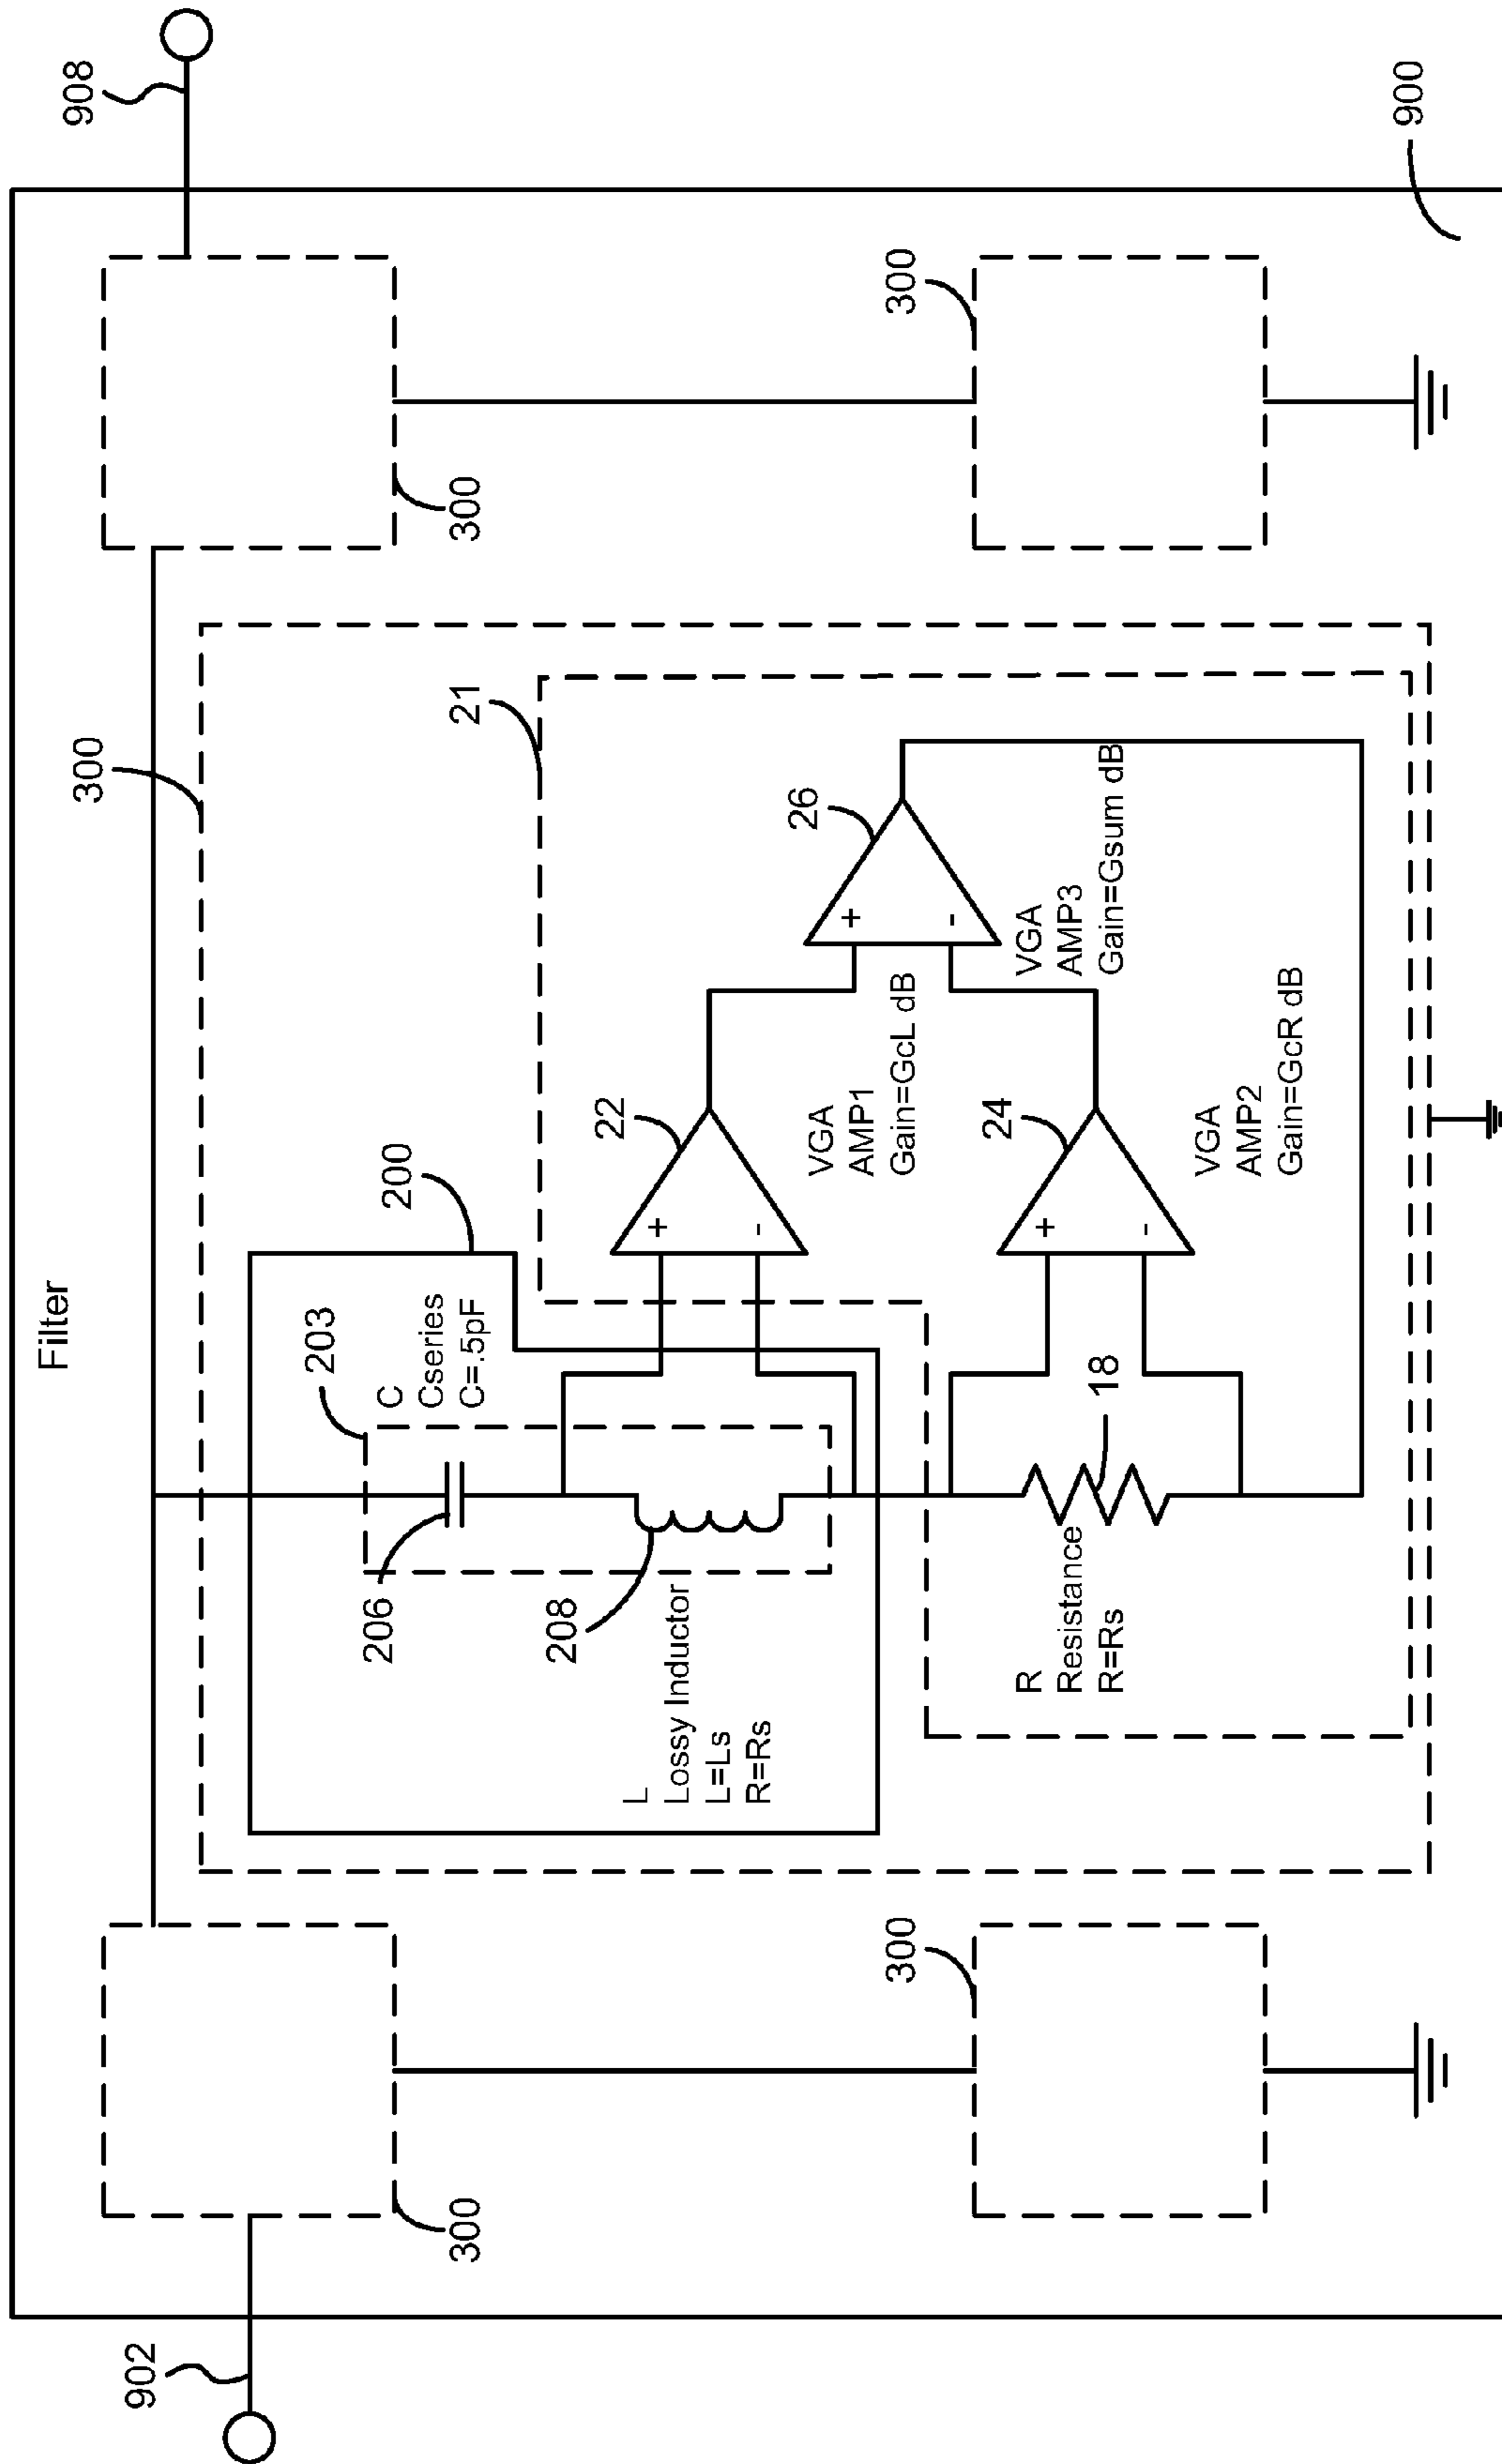 Filter
902
908
300
300
300
203
200
21
C
Cseries
C=.5pF
206
208
L
Lossy Inductor
L=Ls
R=Rs
22
+
-
VGA
AMP1
Gain=GcL dB
26
+
-
VGA
AMP3
Gain=Gsum dB
R
Resistance
R=Rs
18
24
+
-
VGA
AMP2
Gain=GcR dB
300
300
900